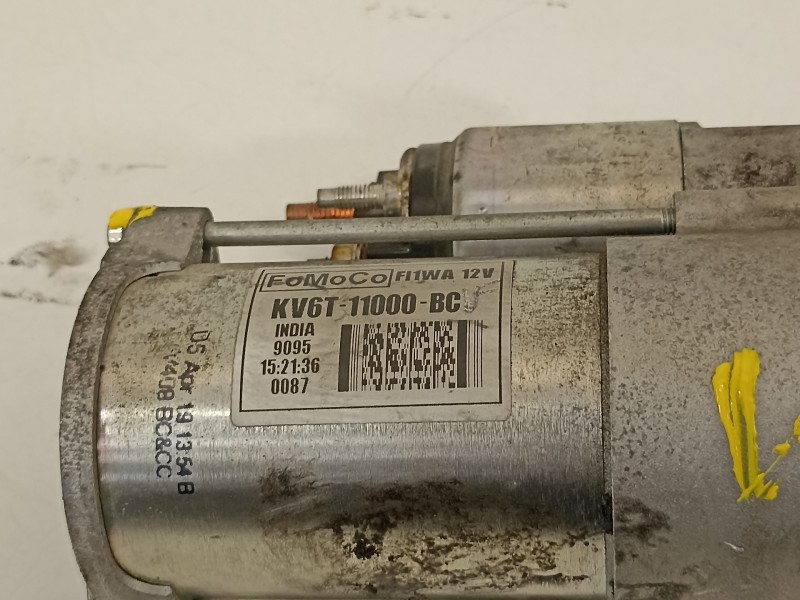 FoMoCo FI1WA 12V
KV6T-11000-BC
INDIA
9095
15:21:36
0087
05 Apr 19 13:54 B
BC&CC